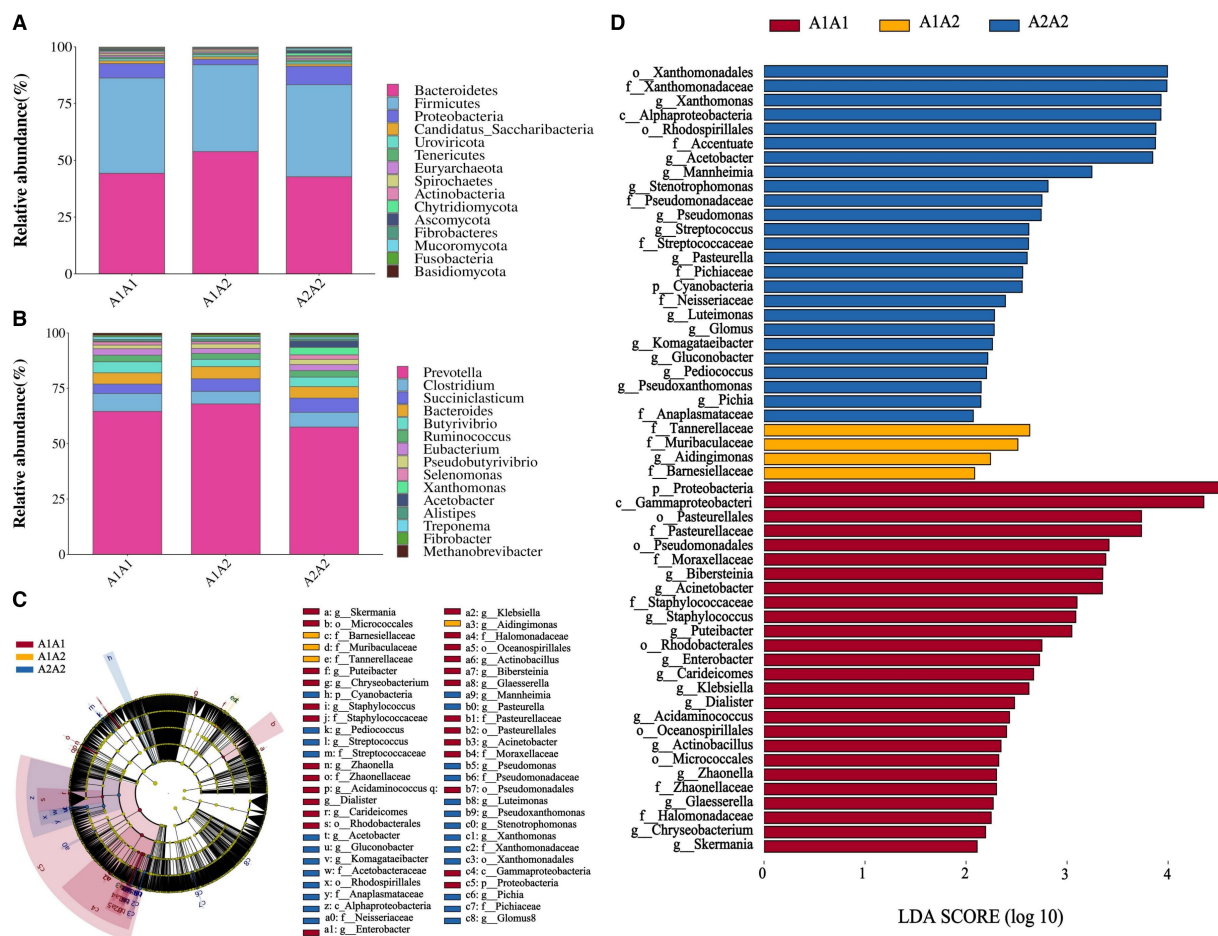 A
Relative abundance(%)
100
75
50
25
0
A1A1
A1A2
A2A2
Bacteroidetes
Firmicutes
Proteobacteria
Candidatus_Saccharibacteria
Uroviricota
Tenericutes
Euryarchaeota
Spirochaetes
Actinobacteria
Chytridiomycota
Ascomycota
Fibrobacteres
Mucoromycota
Fusobacteria
Basidiomycota
B
Relative abundance(%)
100
75
50
25
0
A1A1
A1A2
A2A2
Prevotella
Clostridium
Succiniclasticum
Bacteroides
Butyrivibrio
Ruminococcus
Eubacterium
Pseudobutyrivibrio
Selenomonas
Xanthomonas
Acetobacter
Alistipes
Treponema
Fibrobacter
Methanobrevibacter
C
A1A1
A1A2
A2A2
a: g__Skermania
b: o__Micrococcales
c: f__Barnesiellaceae
d: f__Muribaculaceae
e: f__Tannerellaceae
f: g__Puteibacter
g: g__Chryseobacterium
h: p__Cyanobacteria
i: g__Staphylococcus
j: f__Staphylococcaceae
k: g__Pediococcus
l: g__Streptococcus
m: f__Streptococcaceae
n: g__Zhaonella
o: f__Zhaonellaceae
p: g__Acidaminococcus q:
g__Dialister
r: g__Carideicomes
s: o__Rhodobacterales
t: g__Acetobacter
u: g__Gluconobacter
v: g__Komagataeibacter
w: f__Acetobacteraceae
x: o__Rhodospirillales
y: f__Anaplasmataceae
z: c_Alphaproteobacteria
a0: f__Neisseriaceae
a1: g__Enterobacter
a2: g__Klebsiella
a3: g__Aidingimonas
a4: f__Halomonadaceae
a5: o__Oceanospirillales
a6: g__Actinobacillus
a7: g__Bibersteinia
a8: g__Glaesserella
a9: g__Mannheimia
b0: g__Pasteurella
b1: f__Pasteurellaceae
b2: o__Pasteurellales
b3: g__Acinetobacter
b4: f__Moraxellaceae
b5: g__Pseudomonas
b6: f__Pseudomonadaceae
b7: o__Pseudomonadales
b8: g__Luteimonas
b9: g__Pseudoxanthomonas
c0: g__Stenotrophomonas
c1: g__Xanthomonas
c2: f__Xanthomonadaceae
c3: o__Xanthomonadales
c4: c__Gammaproteobacteria
c5: p__Proteobacteria
c6: g__Pichia
c7: f__Pichiaceae
c8: g__Glomus8
h
b
a
z
s
x
y
a0
c5
c4
a2
c3
c6
c7
c8
D
A1A1
A1A2
A2A2
o__Xanthomonadales
f__Xanthomonadaceae
g__Xanthomonas
c__Alphaproteobacteria
o__Rhodospirillales
f__Accentuate
g__Acetobacter
g__Mannheimia
g__Stenotrophomonas
f__Pseudomonadaceae
g__Pseudomonas
g__Streptococcus
f__Streptococcaceae
g__Pasteurella
f__Pichiaceae
p__Cyanobacteria
f__Neisseriaceae
g__Luteimonas
g__Glomus
g__Komagataeibacter
g__Gluconobacter
g__Pediococcus
g__Pseudoxanthomonas
g__Pichia
f__Anaplasmataceae
f__Tannerellaceae
f__Muribaculaceae
g__Aidingimonas
f__Barnesiellaceae
p__Proteobacteria
c__Gammaproteobacteri
o__Pasteurellales
f__Pasteurellaceae
o__Pseudomonadales
f__Moraxellaceae
g__Bibersteinia
g__Acinetobacter
f__Staphylococcaceae
g__Staphylococcus
g__Puteibacter
o__Rhodobacterales
g__Enterobacter
g__Carideicomes
g__Klebsiella
g__Dialister
g__Acidaminococcus
o__Oceanospirillales
g__Actinobacillus
o__Micrococcales
g__Zhaonella
f__Zhaonellaceae
g__Glaesserella
f__Halomonadaceae
g__Chryseobacterium
g__Skermania
0
1
2
3
4
LDA SCORE (log 10)